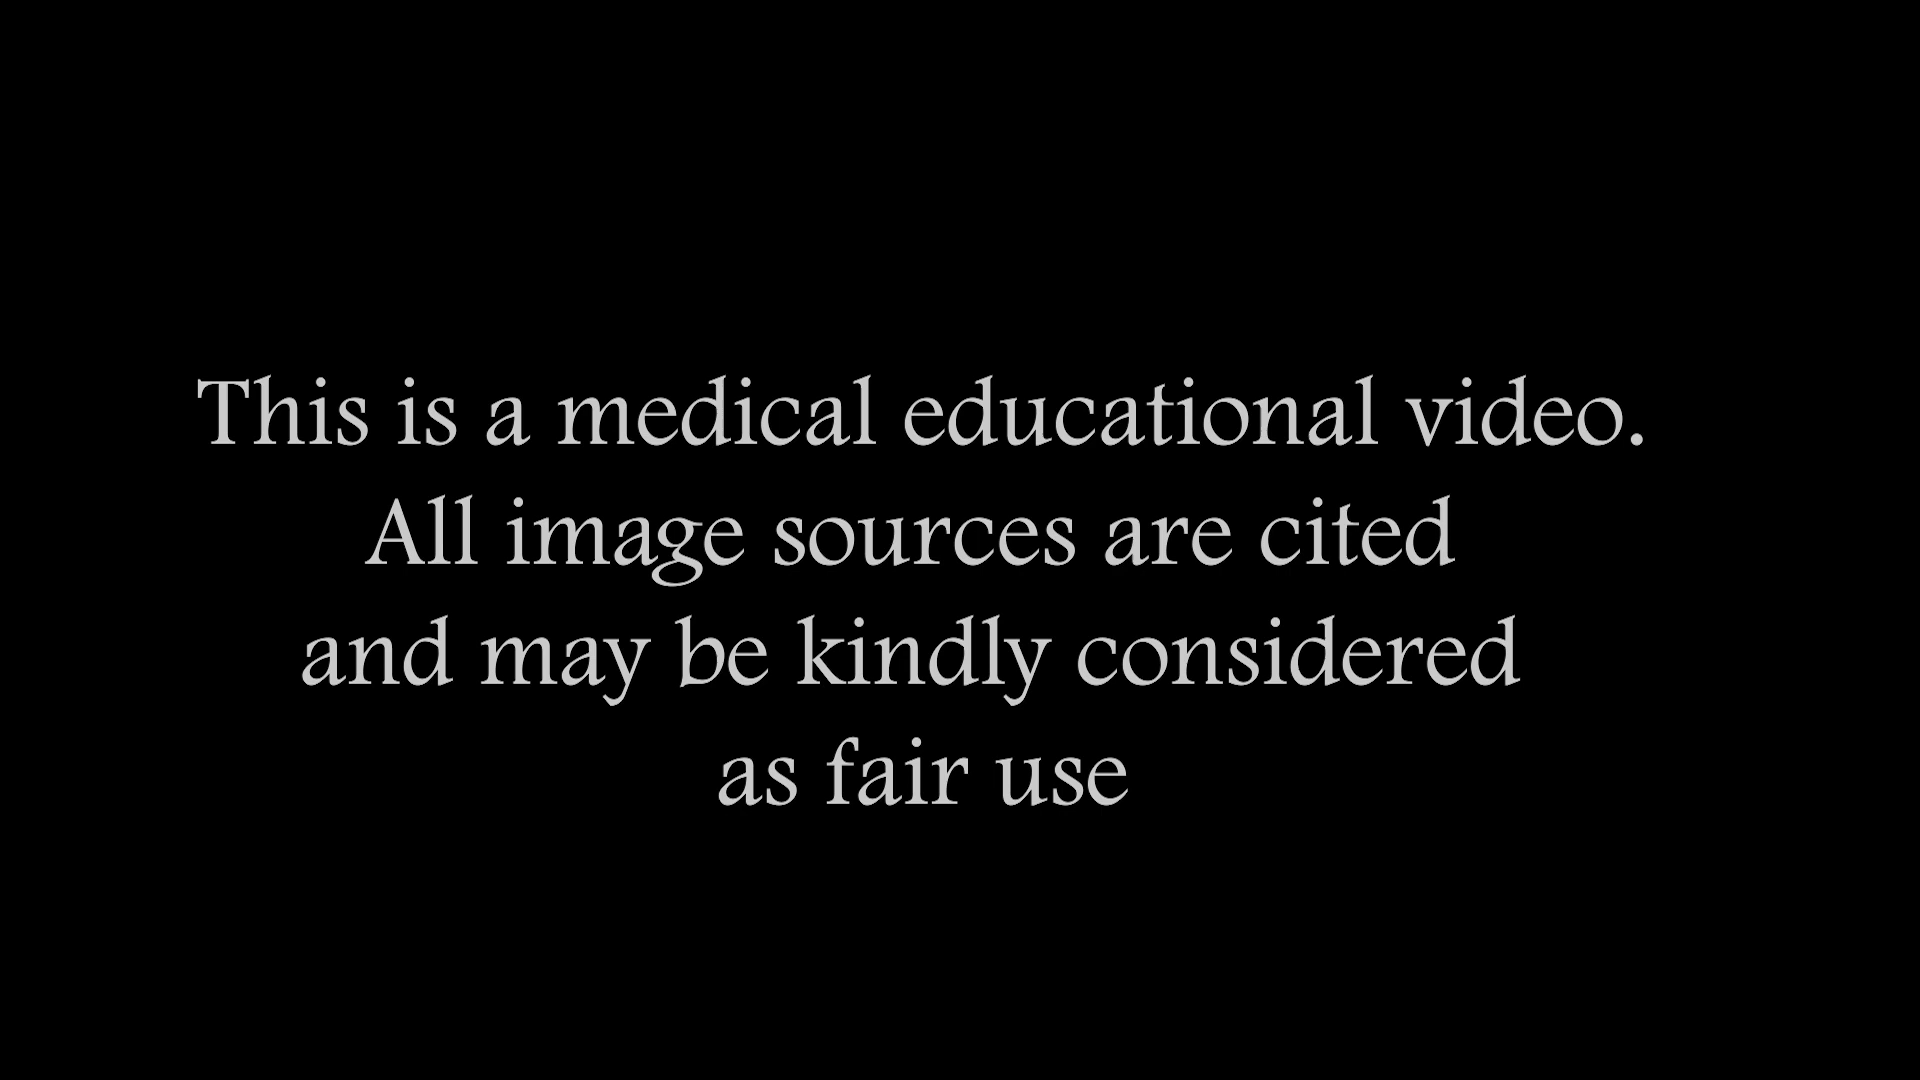 This is a medical educational video.
All image sources are cited
and may be kindly considered
as fair use